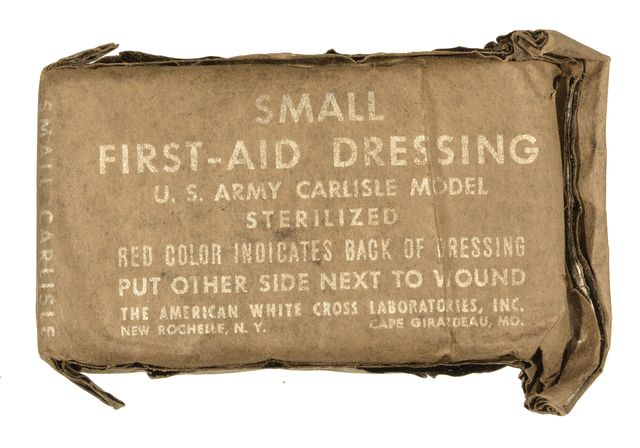 SMALL
FIRST-AID DRESSING
U. S. ARMY CARLISLE MODEL
STERILIZED
RED COLOR INDICATES BACK OF DRESSING
PUT OTHER SIDE NEXT TO WOUND
THE AMERICAN WHITE CROSS LABORATORIES, INC.
NEW ROCHELLE, N. Y. CAPE GIRARDEAU, MO.
SMALL CARLISLE